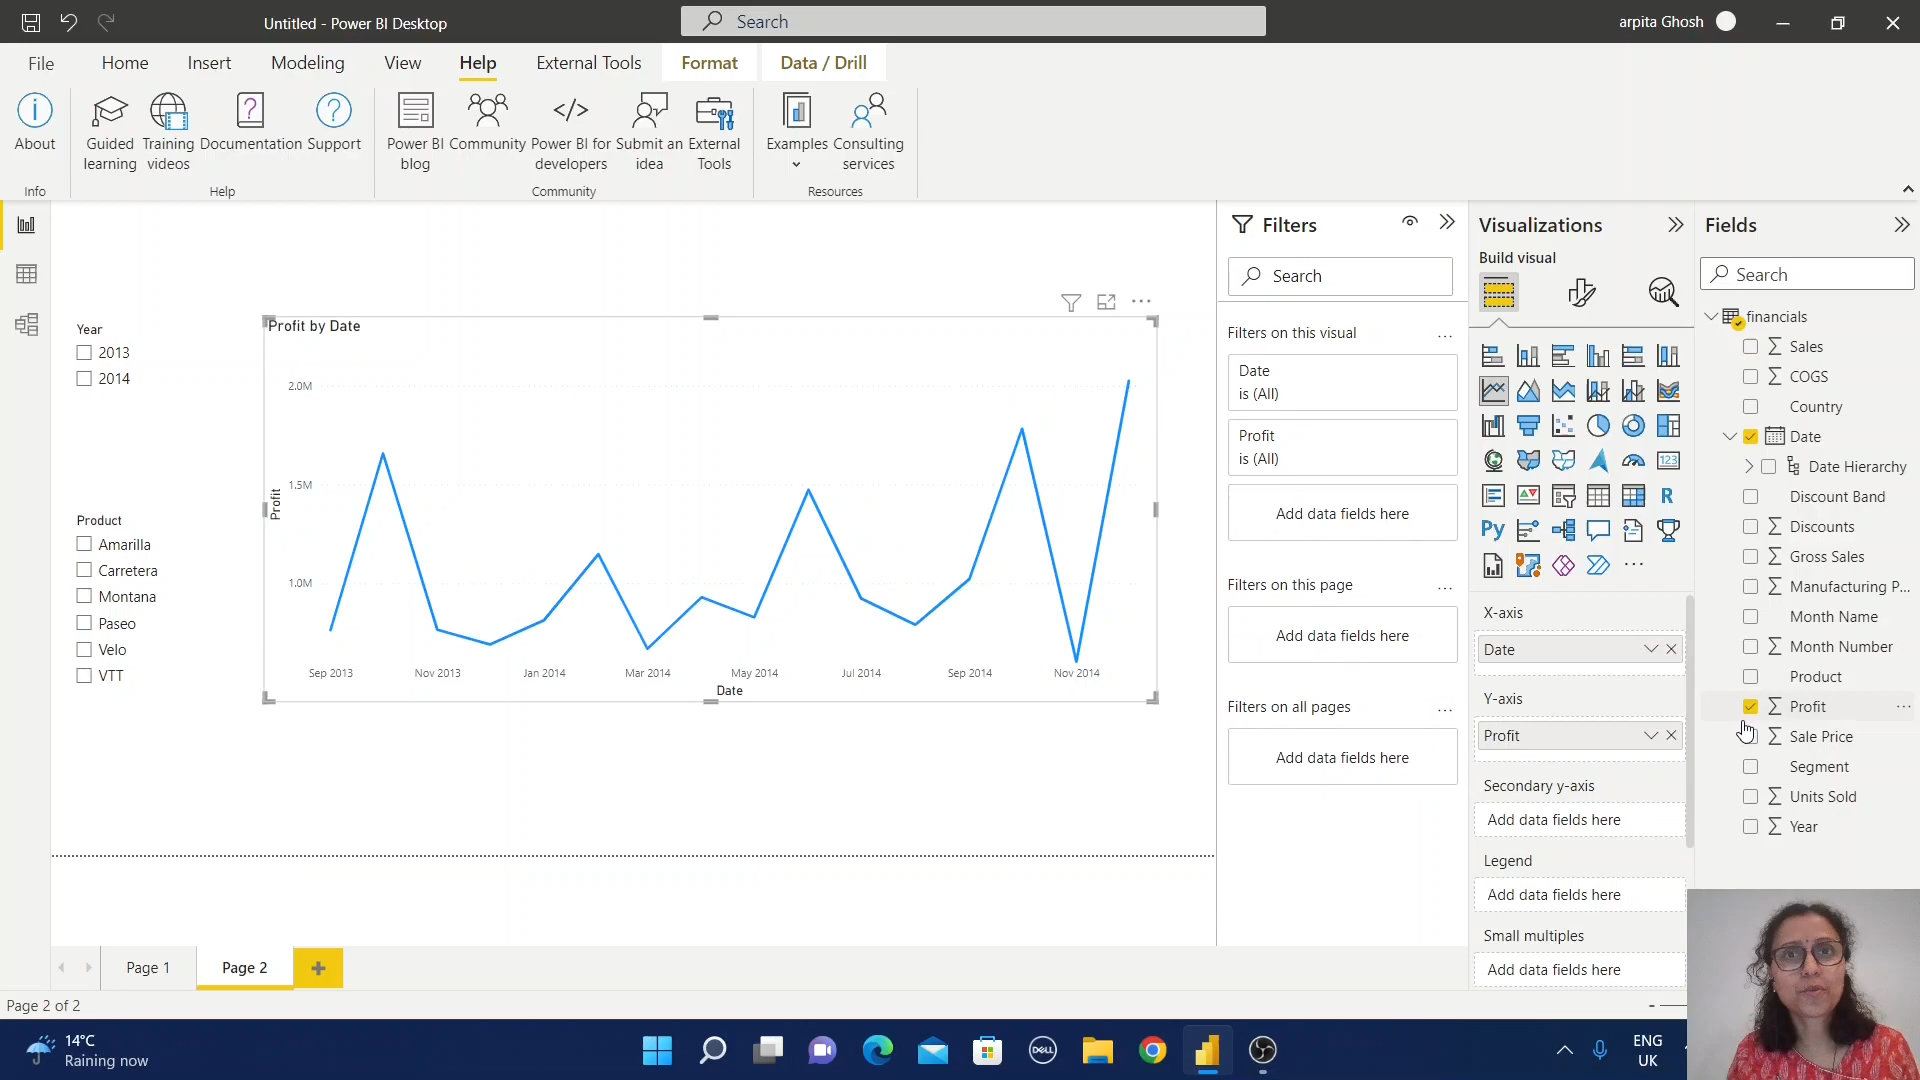 Untitled - Power BI Desktop
Search
arpita Ghosh
File
Home
Insert
Modeling
View
Help
External Tools
Format
Data / Drill
About
Guided learning
Training videos
Documentation
Support
Power BI blog
Community
Power BI for developers
Submit an idea
External Tools
Examples
Consulting services
Info
Help
Community
Resources
Year
2013
2014
Product
Amarilla
Carretera
Montana
Paseo
Velo
VTT
Profit by Date
2.0M
1.5M
1.0M
Profit
Sep 2013
Nov 2013
Jan 2014
Mar 2014
May 2014
Jul 2014
Sep 2014
Nov 2014
Date
Filters
Search
Filters on this visual
...
Date
is (All)
Profit
is (All)
Add data fields here
Filters on this page
...
Add data fields here
Filters on all pages
...
Add data fields here
Visualizations
Build visual
123
R
Py
...
X-axis
Date
Y-axis
Profit
Secondary y-axis
Add data fields here
Legend
Add data fields here
Small multiples
Add data fields here
Fields
Search
financials
Sales
COGS
Country
Date
Date Hierarchy
Discount Band
Discounts
Gross Sales
Manufacturing P...
Month Name
Month Number
Product
Profit
...
Sale Price
Segment
Units Sold
Year
Page 1
Page 2
Page 2 of 2
14°C
Raining now
DELL
ENG
UK